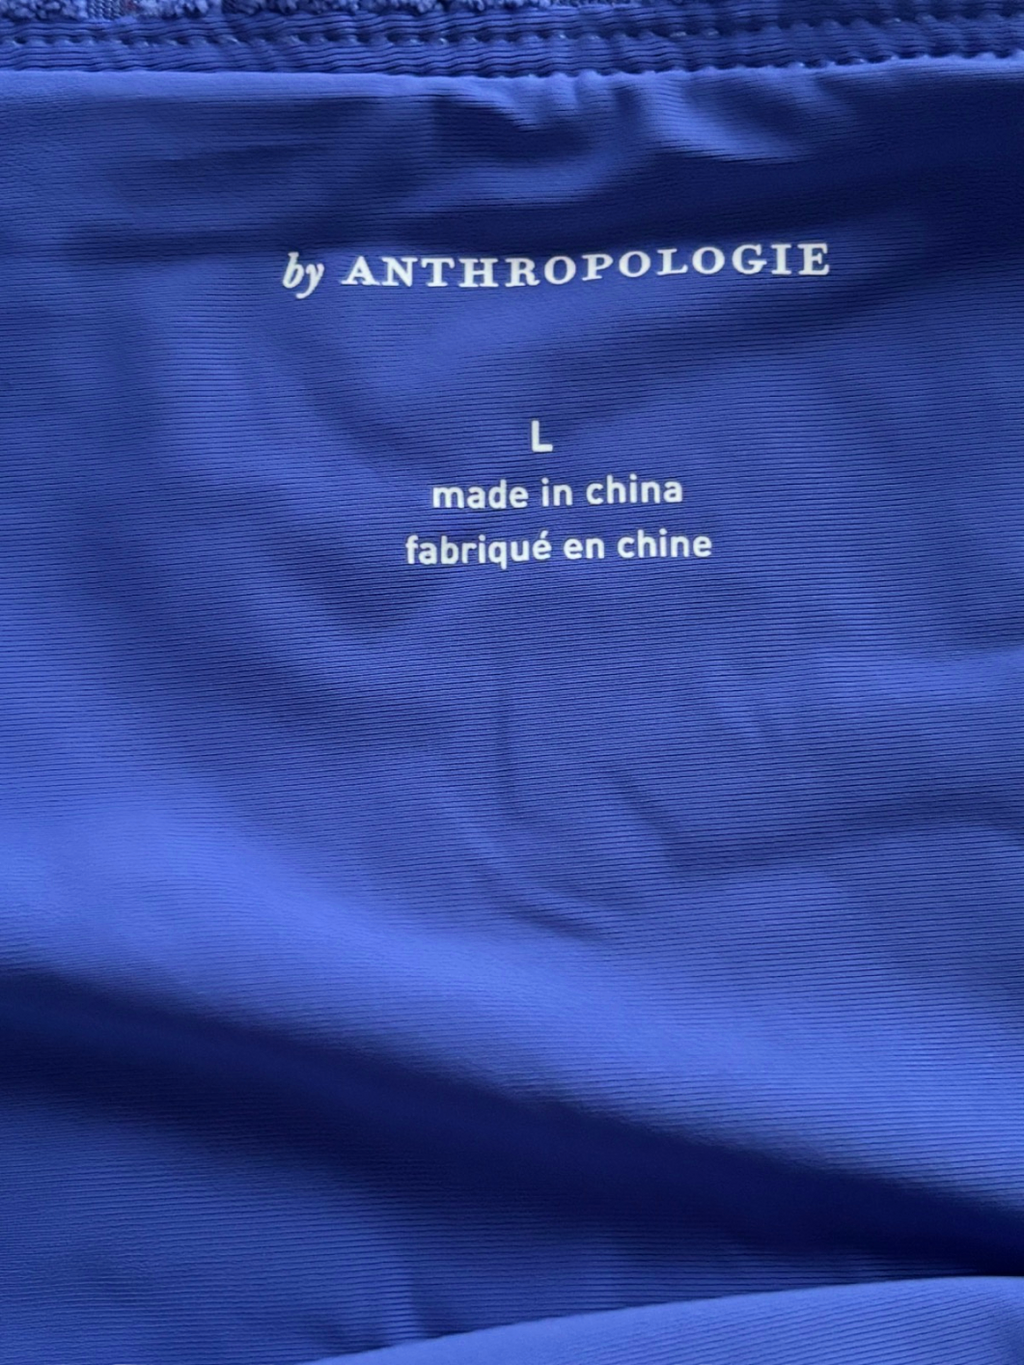 by ANTHROPOLOGIE
L
made in china
fabriqué en chine